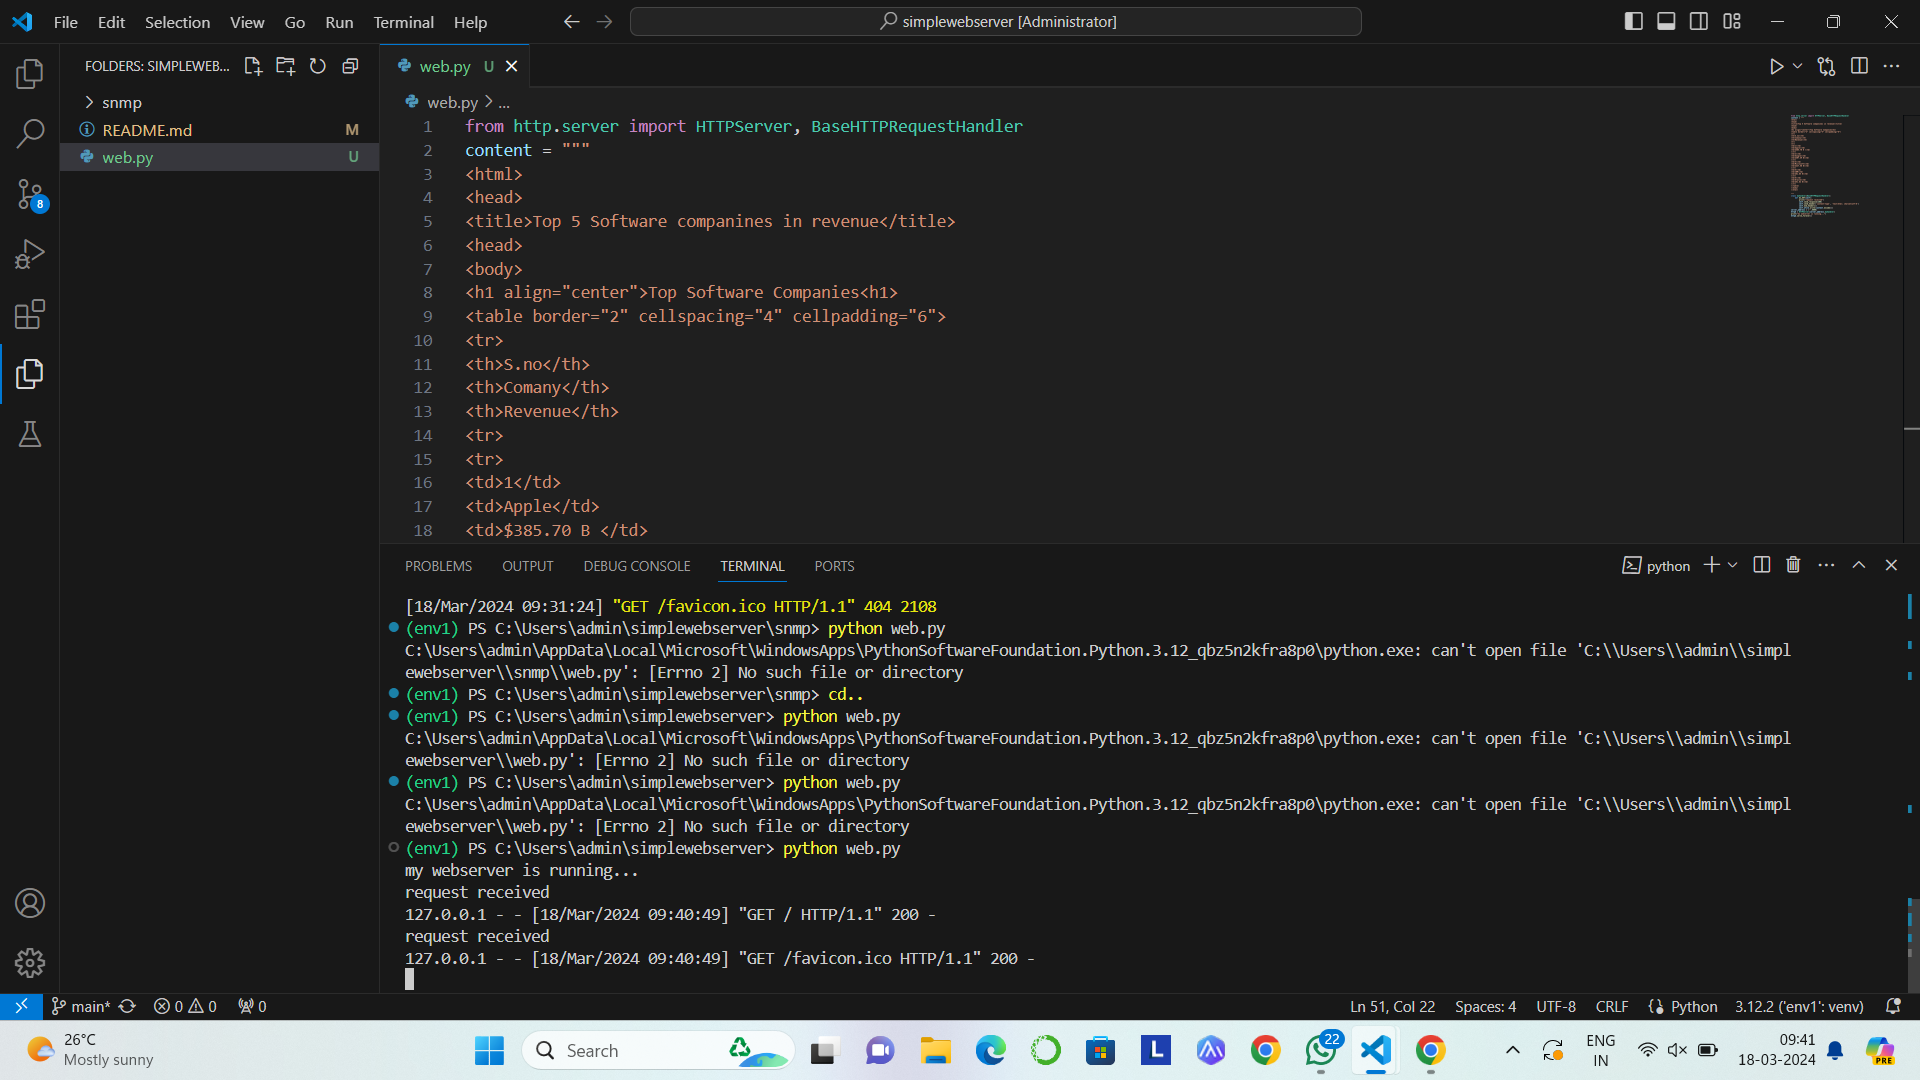 File Edit Selection View Go Run Terminal Help
simplewebserver [Administrator]
FOLDERS: SIMPLEWEB...
snmp
README.md M
web.py U
web.py U
web.py > ...
1 from http.server import HTTPServer, BaseHTTPRequestHandler
2 content = """
3 <html>
4 <head>
5 <title>Top 5 Software companines in revenue</title>
6 <head>
7 <body>
8 <h1 align="center">Top Software Companies<h1>
9 <table border="2" cellspacing="4" cellpadding="6">
10 <tr>
11 <th>S.no</th>
12 <th>Comany</th>
13 <th>Revenue</th>
14 <tr>
15 <tr>
16 <td>1</td>
17 <td>Apple</td>
18 <td>$385.70 B </td>
PROBLEMS OUTPUT DEBUG CONSOLE TERMINAL PORTS
python
[18/Mar/2024 09:31:24] "GET /favicon.ico HTTP/1.1" 404 2108
(env1) PS C:\Users\admin\simplewebserver\snmp> python web.py
C:\Users\admin\AppData\Local\Microsoft\WindowsApps\PythonSoftwareFoundation.Python.3.12_qbz5n2kfra8p0\python.exe: can't open file 'C:\\Users\\admin\\simpl
ewebserver\\snmp\\web.py': [Errno 2] No such file or directory
(env1) PS C:\Users\admin\simplewebserver\snmp> cd..
(env1) PS C:\Users\admin\simplewebserver> python web.py
C:\Users\admin\AppData\Local\Microsoft\WindowsApps\PythonSoftwareFoundation.Python.3.12_qbz5n2kfra8p0\python.exe: can't open file 'C:\\Users\\admin\\simpl
ewebserver\\web.py': [Errno 2] No such file or directory
(env1) PS C:\Users\admin\simplewebserver> python web.py
C:\Users\admin\AppData\Local\Microsoft\WindowsApps\PythonSoftwareFoundation.Python.3.12_qbz5n2kfra8p0\python.exe: can't open file 'C:\\Users\\admin\\simpl
ewebserver\\web.py': [Errno 2] No such file or directory
(env1) PS C:\Users\admin\simplewebserver> python web.py
my webserver is running...
request received
127.0.0.1 - - [18/Mar/2024 09:40:49] "GET / HTTP/1.1" 200 -
request received
127.0.0.1 - - [18/Mar/2024 09:40:49] "GET /favicon.ico HTTP/1.1" 200 -
8
main* 0 0 0
Ln 51, Col 22 Spaces: 4 UTF-8 CRLF Python 3.12.2 ('env1': venv)
26°C
Mostly sunny
Search
L
22
PRE
ENG
IN
09:41
18-03-2024